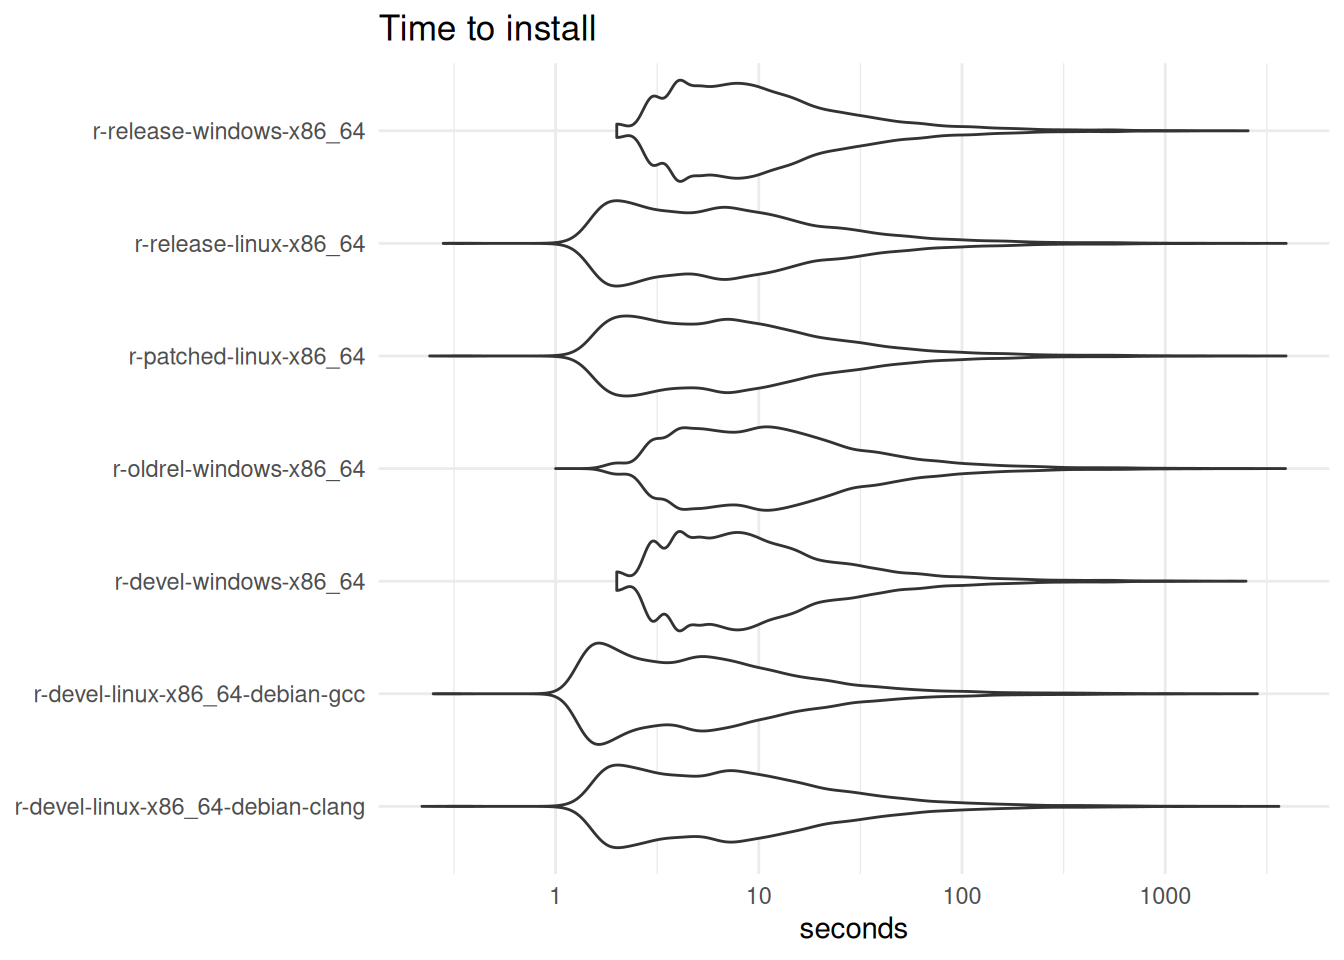 Time to install
r-release-windows-x86_64
r-release-linux-x86_64
r-patched-linux-x86_64
r-oldrel-windows-x86_64
r-devel-windows-x86_64
r-devel-linux-x86_64-debian-gcc
r-devel-linux-x86_64-debian-clang
1 10 100 1000
seconds